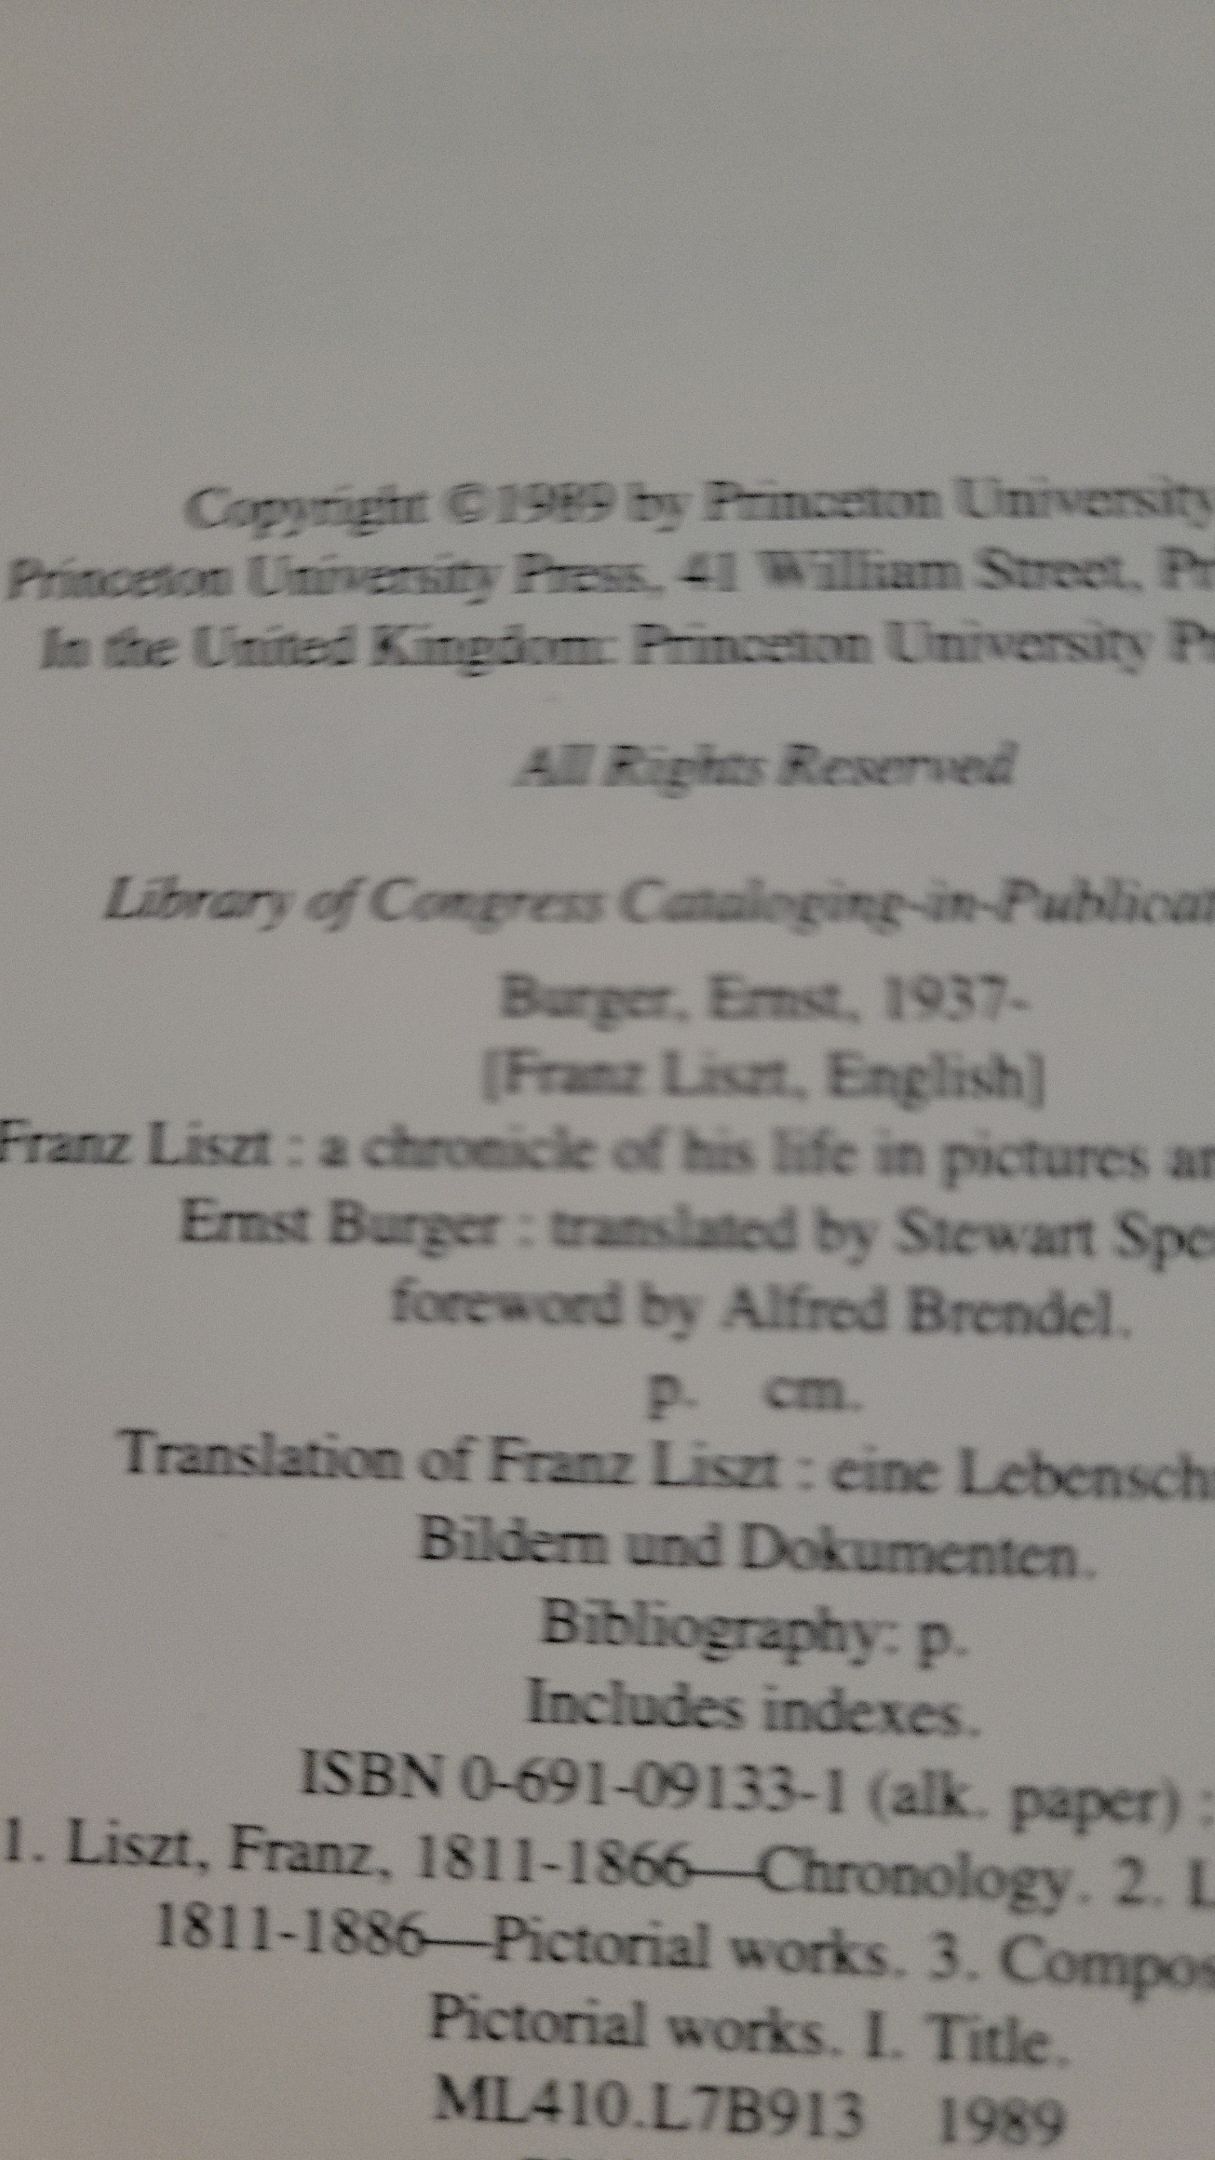 Copyright ©1989 by Princeton University
Princeton University Press, 41 William Street, Pr
In the United Kingdom: Princeton University Pr
All Rights Reserved
Library of Congress Cataloging-in-Publicat
Burger, Ernst, 1937-
[Franz Liszt, English]
Franz Liszt : a chronicle of his life in pictures an
Ernst Burger : translated by Stewart Spe
foreword by Alfred Brendel.
p. cm.
Translation of Franz Liszt : eine Lebensch
Bildern und Dokumenten.
Bibliography: p.
Includes indexes.
ISBN 0-691-09133-1 (alk. paper) :
1. Liszt, Franz, 1811-1866—Chronology. 2. L
1811-1886—Pictorial works. 3. Compos
Pictorial works. I. Title.
ML410.L7B913 1989